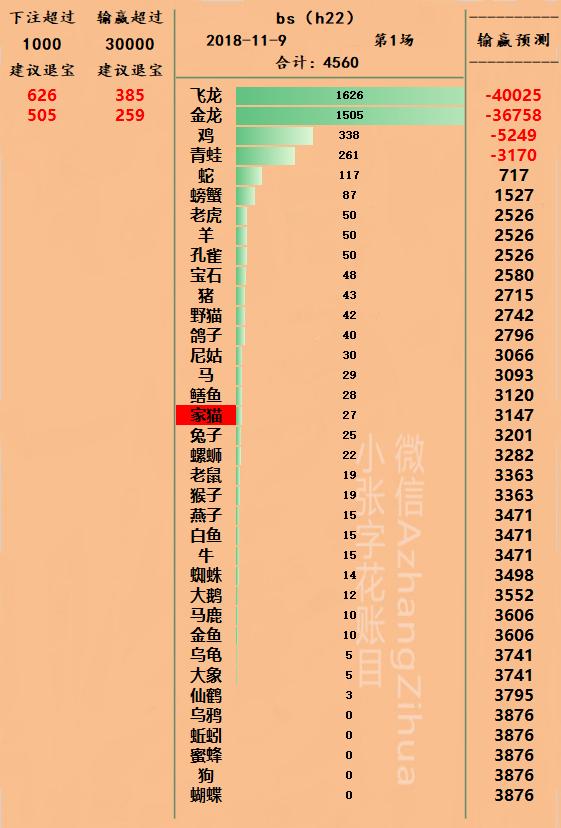 下注超过 输赢超过 bs（h22） ----------
1000 30000 2018-11-9 第1场 输赢预测
建议退宝 建议退宝 合计：4560 ----------
626 385 飞龙 1626 -40025
505 259 金龙 1505 -36758
鸡 338 -5249
青蛙 261 -3170
蛇 117 717
螃蟹 87 1527
老虎 50 2526
羊 50 2526
孔雀 50 2526
宝石 48 2580
猪 43 2715
野猫 42 2742
鸽子 40 2796
尼姑 30 3066
马 29 3093
鳝鱼 28 3120
家猫 27 3147
兔子 25 3201
螺蛳 22 3282
老鼠 19 3363
猴子 19 3363
燕子 15 3471
白鱼 15 3471
牛 15 3471
蜘蛛 14 3498
大鹅 12 3552
马鹿 10 3606
金鱼 10 3606
乌龟 5 3741
大象 5 3741
仙鹤 3 3795
乌鸦 0 3876
蚯蚓 0 3876
蜜蜂 0 3876
狗 0 3876
蝴蝶 0 3876
微信AzhangZihua
小张字花账目